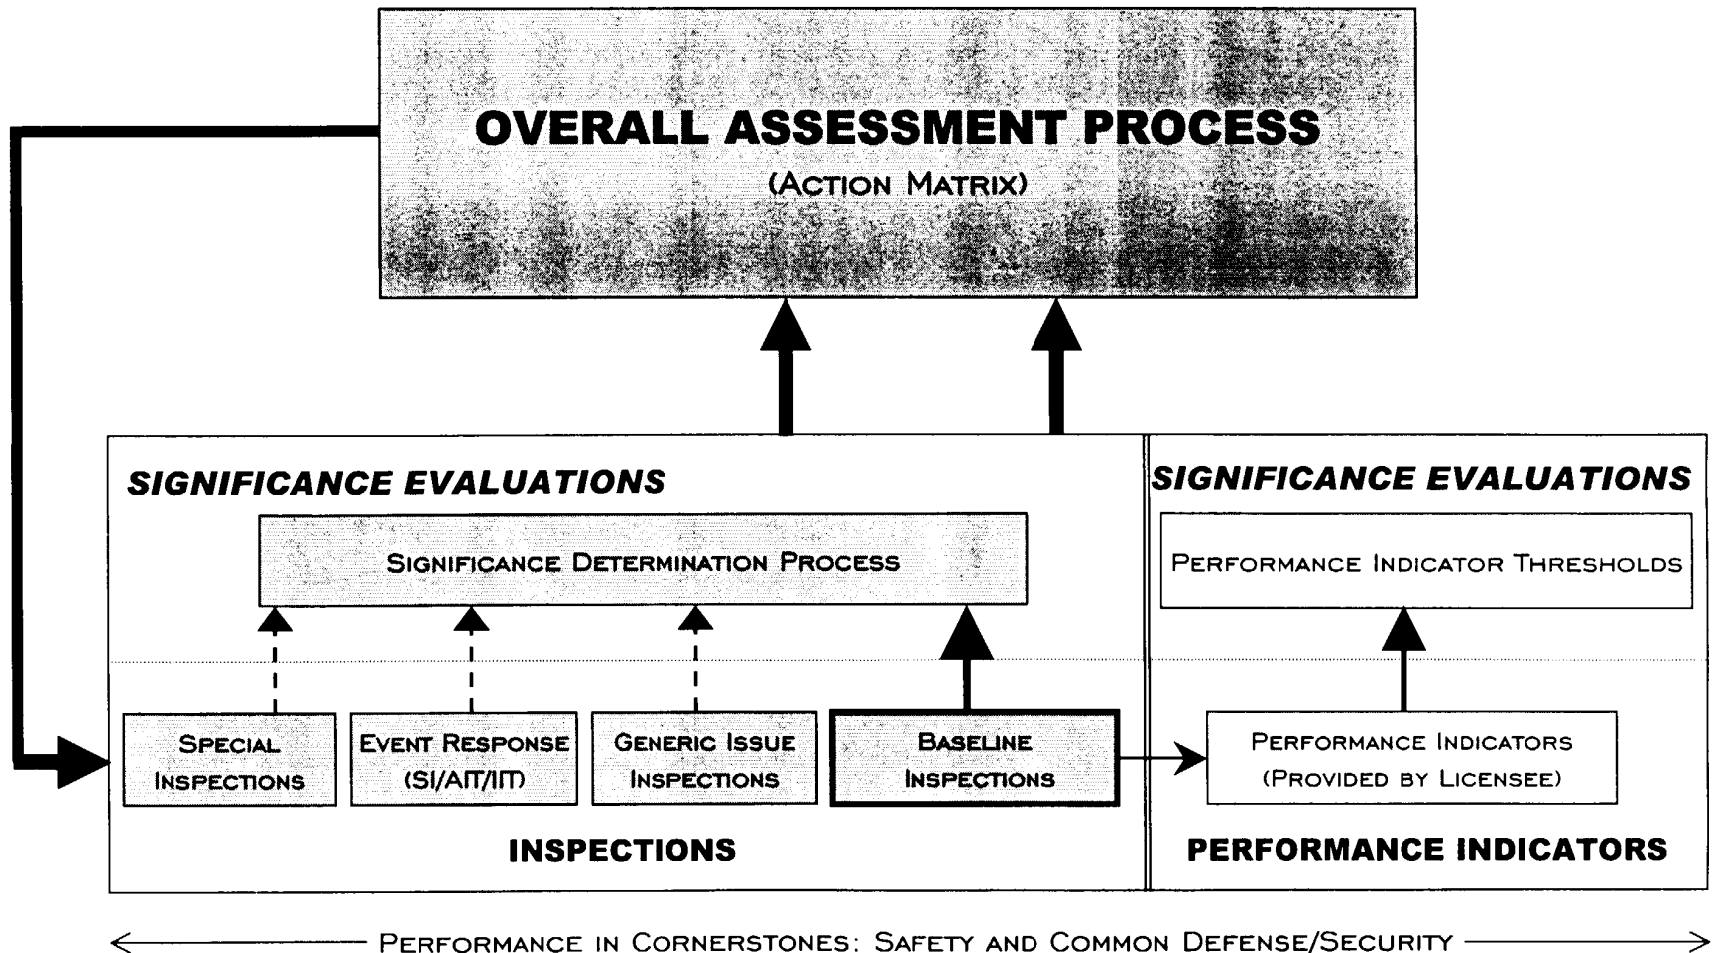 OVERALL ASSESSMENT PROCESS
(ACTION MATRIX)
SIGNIFICANCE EVALUATIONS
SIGNIFICANCE DETERMINATION PROCESS
SPECIAL
INSPECTIONS
EVENT RESPONSE
(SI/AIT/IIT)
GENERIC ISSUE
INSPECTIONS
BASELINE
INSPECTIONS
INSPECTIONS
SIGNIFICANCE EVALUATIONS
PERFORMANCE INDICATOR THRESHOLDS
PERFORMANCE INDICATORS
(PROVIDED BY LICENSEE)
PERFORMANCE INDICATORS
PERFORMANCE IN CORNERSTONES: SAFETY AND COMMON DEFENSE/SECURITY